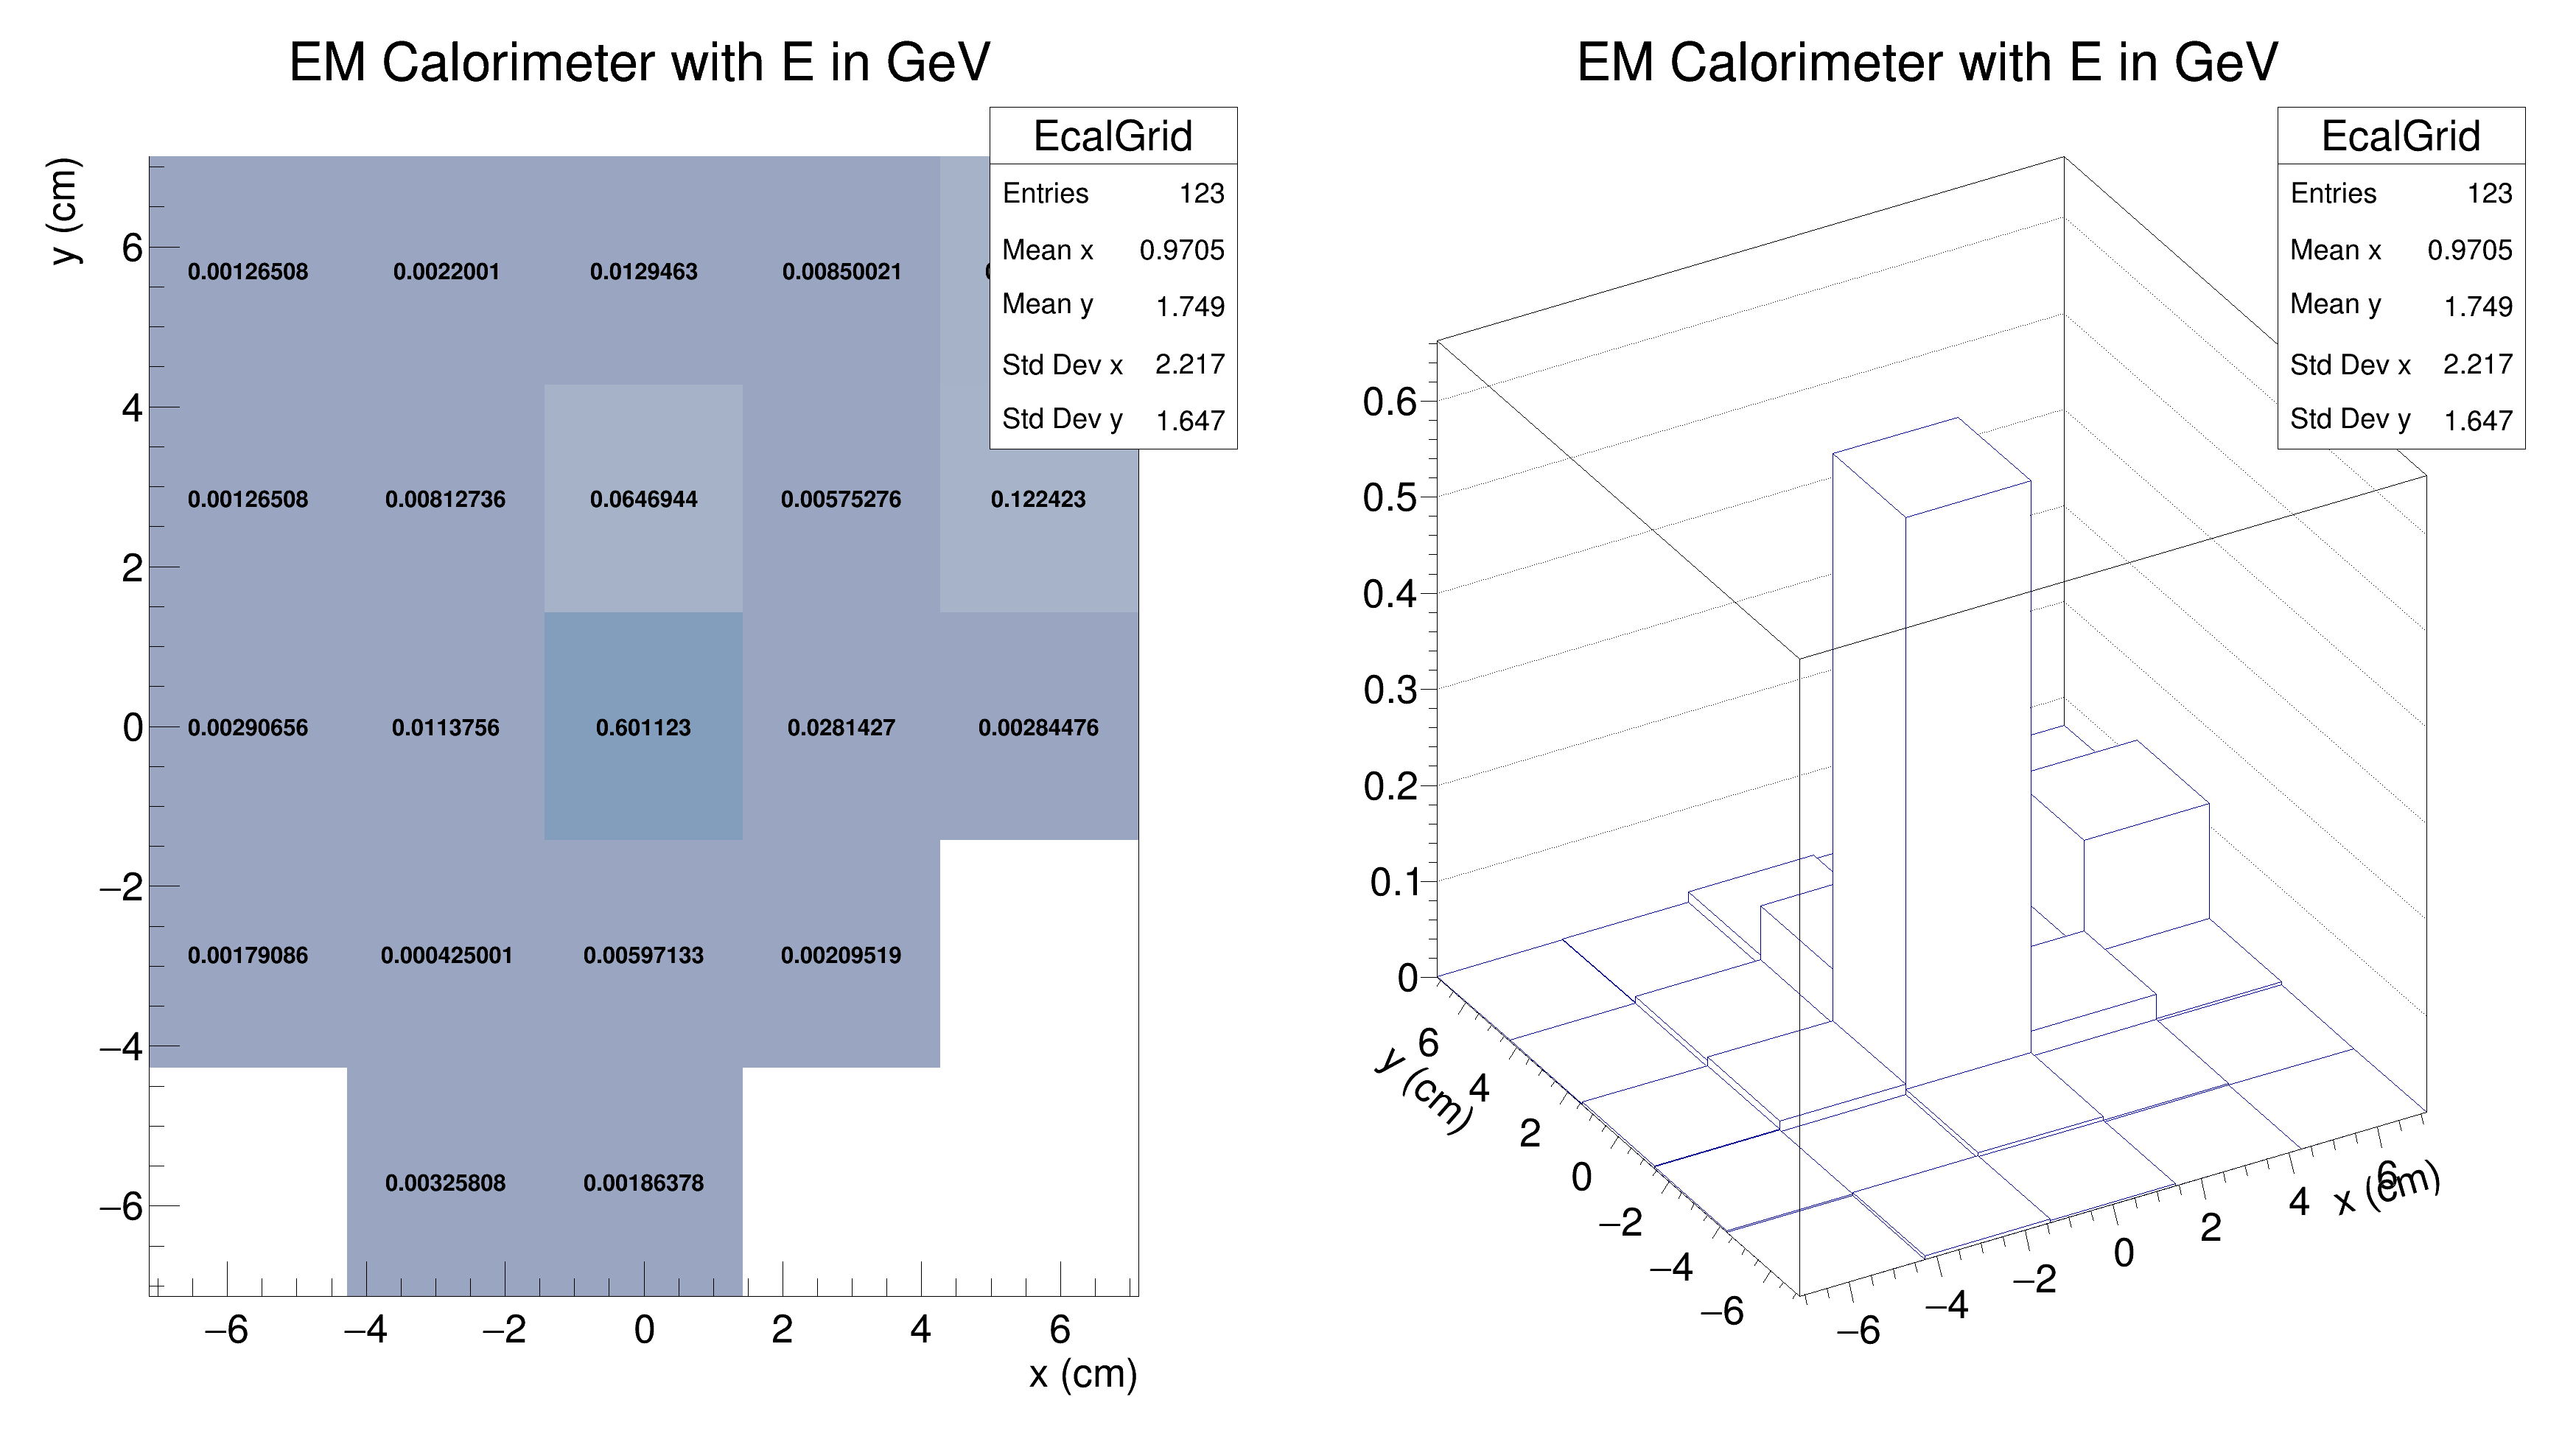 EM Calorimeter with E in GeV
EcalGrid
Entries 123
Mean x 0.9705
Mean y 1.749
Std Dev x 2.217
Std Dev y 1.647
y (cm)
6
4
2
0
−2
−4
−6
0.00126508 0.0022001 0.0129463 0.00850021
0.00126508 0.00812736 0.0646944 0.00575276 0.122423
0.00290656 0.0113756 0.601123 0.0281427 0.00284476
0.00179086 0.000425001 0.00597133 0.00209519
0.00325808 0.00186378
−6 −4 −2 0 2 4 6
x (cm)
EM Calorimeter with E in GeV
EcalGrid
Entries 123
Mean x 0.9705
Mean y 1.749
Std Dev x 2.217
Std Dev y 1.647
0.6
0.5
0.4
0.3
0.2
0.1
0
y (cm)
6
4
2
0
−2
−4
−6
−6 −4 −2 0 2 4 6
x (cm)